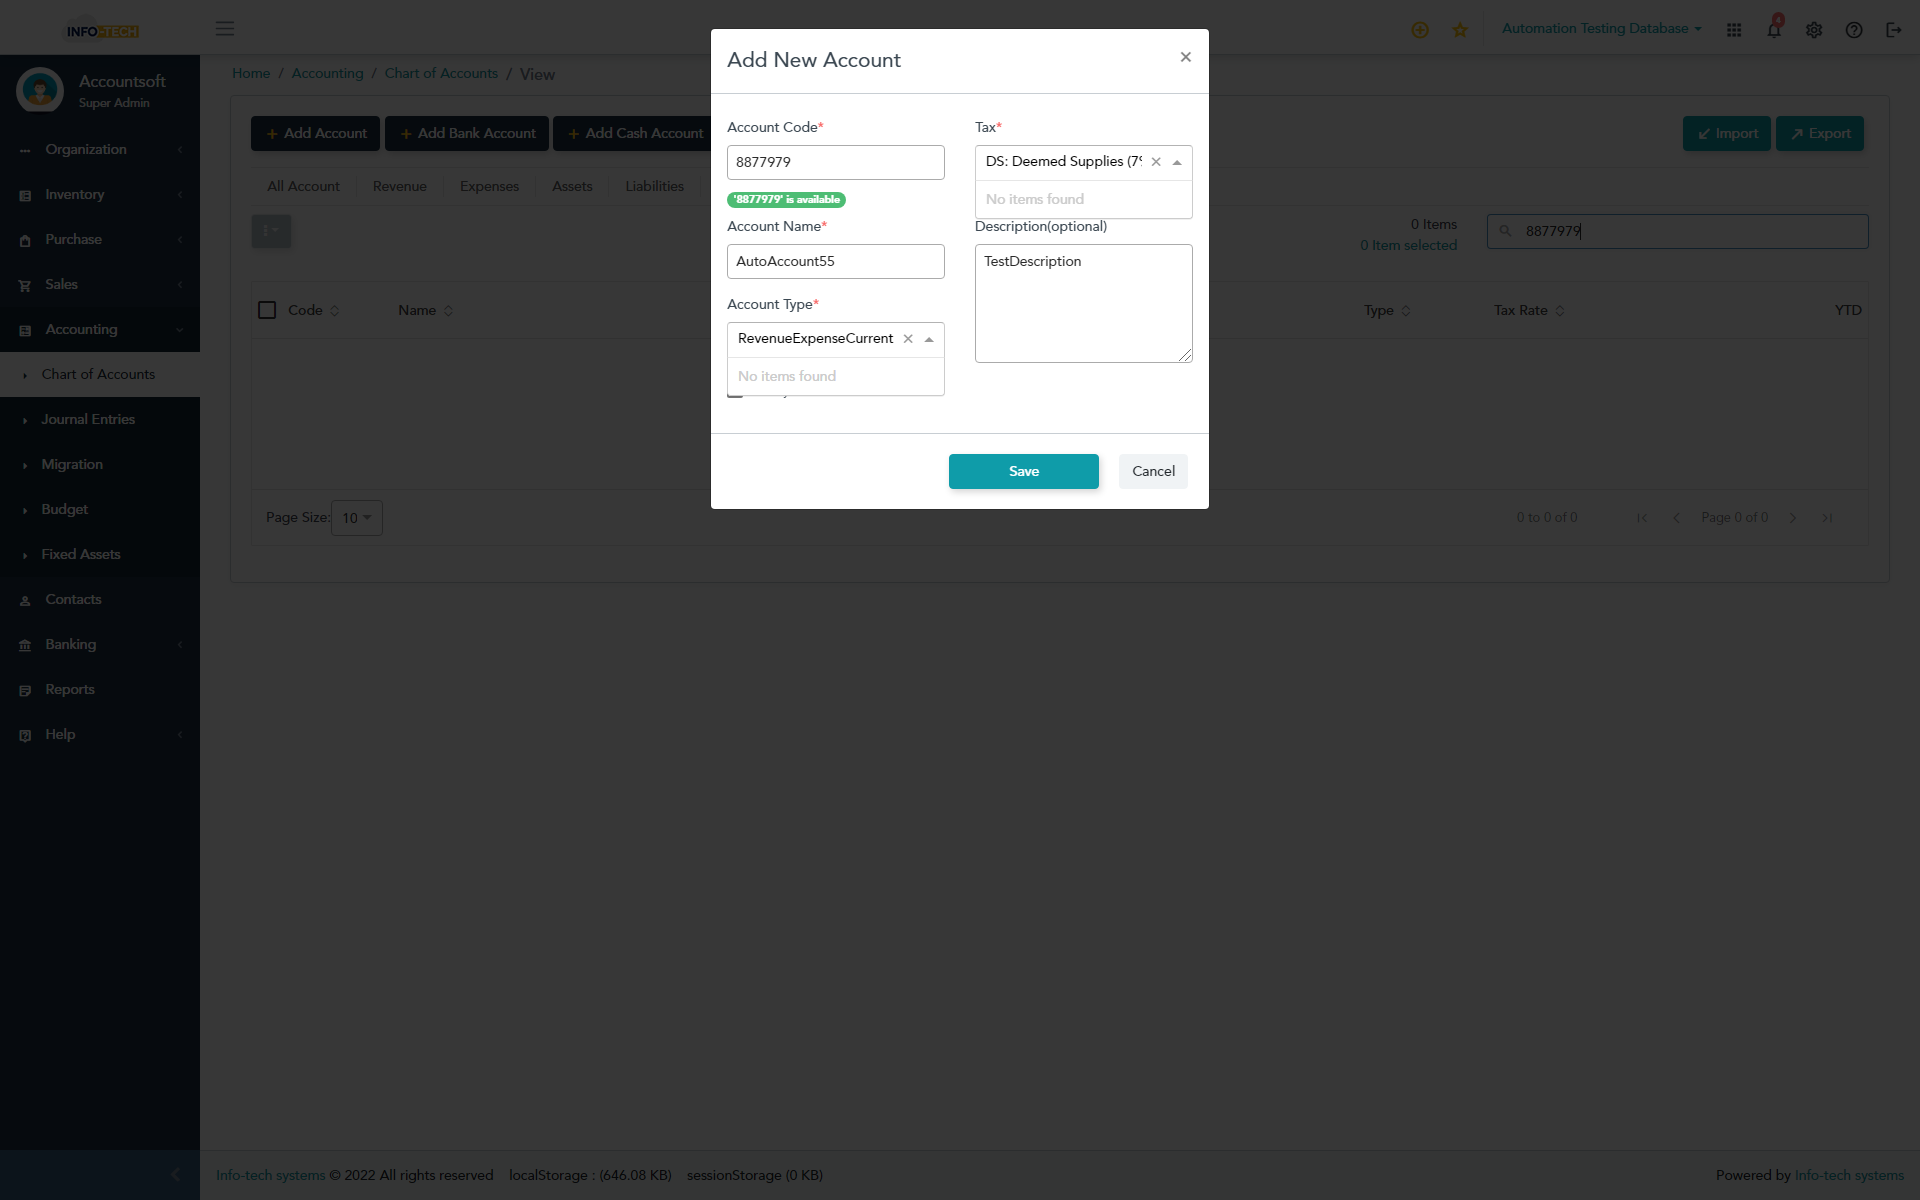 INFO-TECH
Automation Testing Database
4
Accountsoft
Super Admin
Organization
Inventory
Purchase
Sales
Accounting
Chart of Accounts
Journal Entries
Migration
Budget
Fixed Assets
Contacts
Banking
Reports
Help
Home / Accounting / Chart of Accounts / View
+ Add Account
+ Add Bank Account
+ Add Cash Account
Import
Export
All Account
Revenue
Expenses
Assets
Liabilities
0 Items
0 Item selected
8877979
Code
Name
Type
Tax Rate
YTD
Page Size:
10
0 to 0 of 0
Page 0 of 0
Add New Account
×
Account Code*
8877979
'8877979' is available
Account Name*
AutoAccount55
Account Type*
RevenueExpenseCurrent ×
No items found
Tax*
DS: Deemed Supplies (7 ×
No items found
Description(optional)
TestDescription
Save
Cancel
Info-tech systems © 2022 All rights reserved
localStorage : (646.08 KB)
sessionStorage (0 KB)
Powered by Info-tech systems